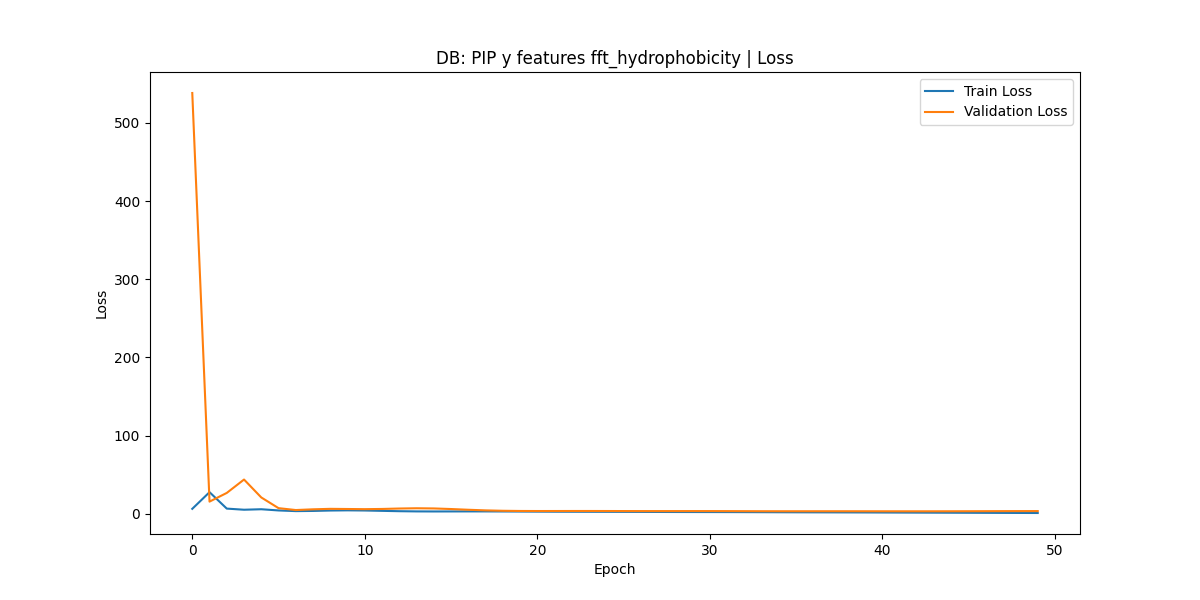 DB: PIP y features fft_hydrophobicity | Loss
Train Loss
Validation Loss
500
400
300
200
100
0
Loss
0 10 20 30 40 50
Epoch